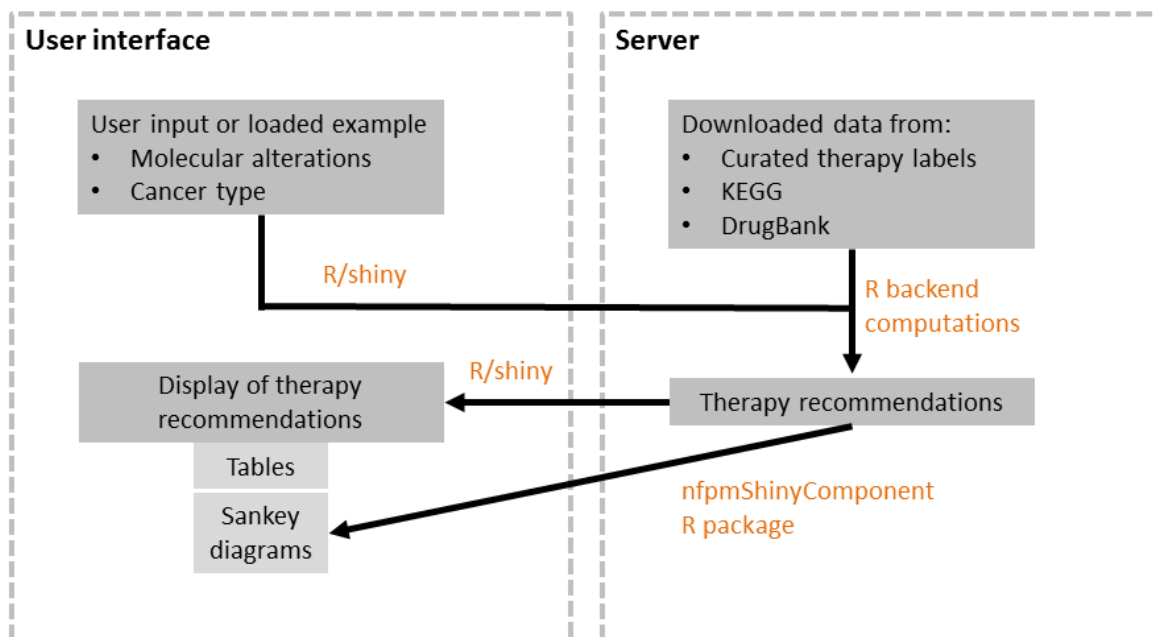 User interface
User input or loaded example
• Molecular alterations
• Cancer type
R/shiny
Display of therapy
recommendations
Tables
Sankey
diagrams
R/shiny
Server
Downloaded data from:
• Curated therapy labels
• KEGG
• DrugBank
R backend
computations
Therapy recommendations
nfpmShinyComponent
R package